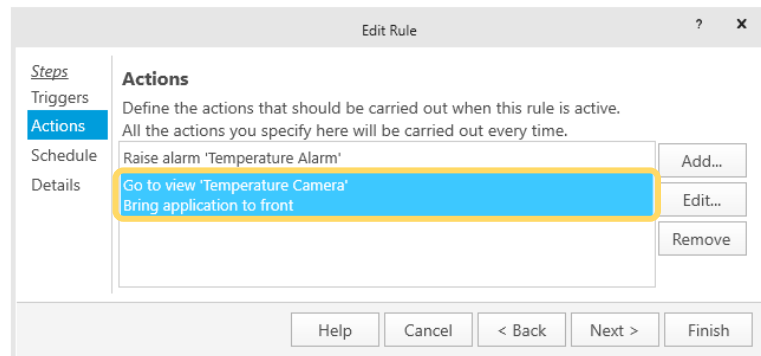 Edit Rule
? x
Steps
Triggers
Actions
Schedule
Details
Actions
Define the actions that should be carried out when this rule is active.
All the actions you specify here will be carried out every time.
Raise alarm 'Temperature Alarm'
Go to view 'Temperature Camera'
Bring application to front
Add...
Edit...
Remove
Help
Cancel
< Back
Next >
Finish